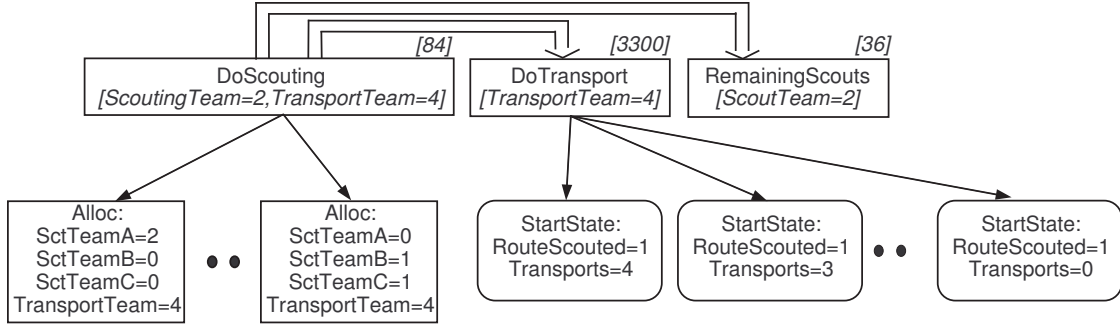 [84]
[3300]
[36]
DoScouting
[ScoutingTeam=2,TransportTeam=4]
DoTransport
[TransportTeam=4]
RemainingScouts
[ScoutTeam=2]
Alloc:
SctTeamA=2
SctTeamB=0
SctTeamC=0
TransportTeam=4
Alloc:
SctTeamA=0
SctTeamB=1
SctTeamC=1
TransportTeam=4
StartState:
RouteScouted=1
Transports=4
StartState:
RouteScouted=1
Transports=3
StartState:
RouteScouted=1
Transports=0